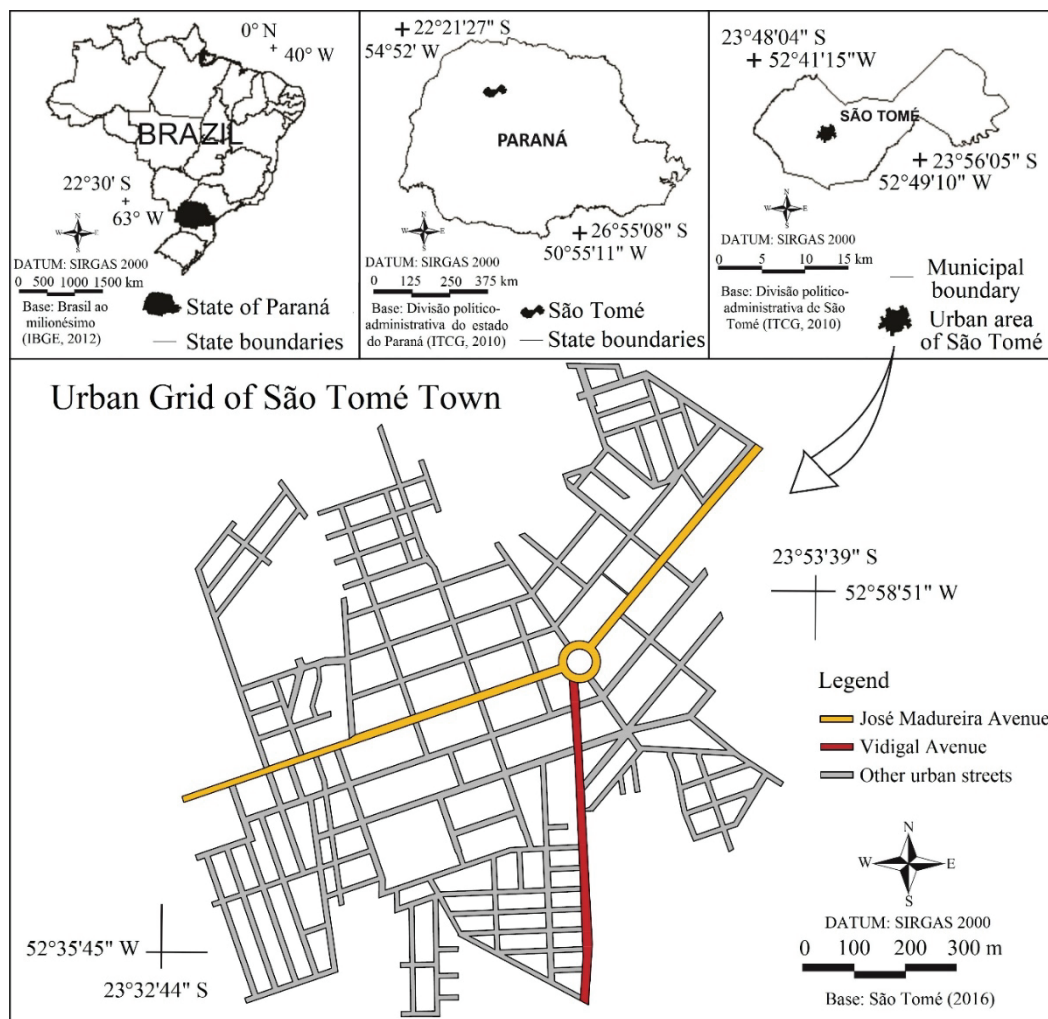 0° N
40° W
BRAZIL
22°30' S
63° W
N
W E
S
DATUM: SIRGAS 2000
0 500 1000 1500 km
Base: Brasil ao
milionésimo
(IBGE, 2012)
State of Paraná
State boundaries
22°21'27" S
54°52' W
PARANÁ
26°55'08" S
50°55'11" W
N
W E
S
DATUM: SIRGAS 2000
0 125 250 375 km
Base: Divisão politico-
administrativa do estado
do Paraná (ITCG, 2010)
São Tomé
State boundaries
23°48'04" S
52°41'15"W
SÃO TOMÉ
23°56'05" S
52°49'10" W
N
W E
S
DATUM: SIRGAS 2000
0 5 10 15 km
Base: Divisão politico-
administrativa de São
Tomé (ITCG, 2010)
Municipal
boundary
Urban area
of São Tomé
Urban Grid of São Tomé Town
23°53'39" S
52°58'51" W
Legend
José Madureira Avenue
Vidigal Avenue
Other urban streets
N
W E
S
DATUM: SIRGAS 2000
0 100 200 300 m
Base: São Tomé (2016)
52°35'45" W
23°32'44" S